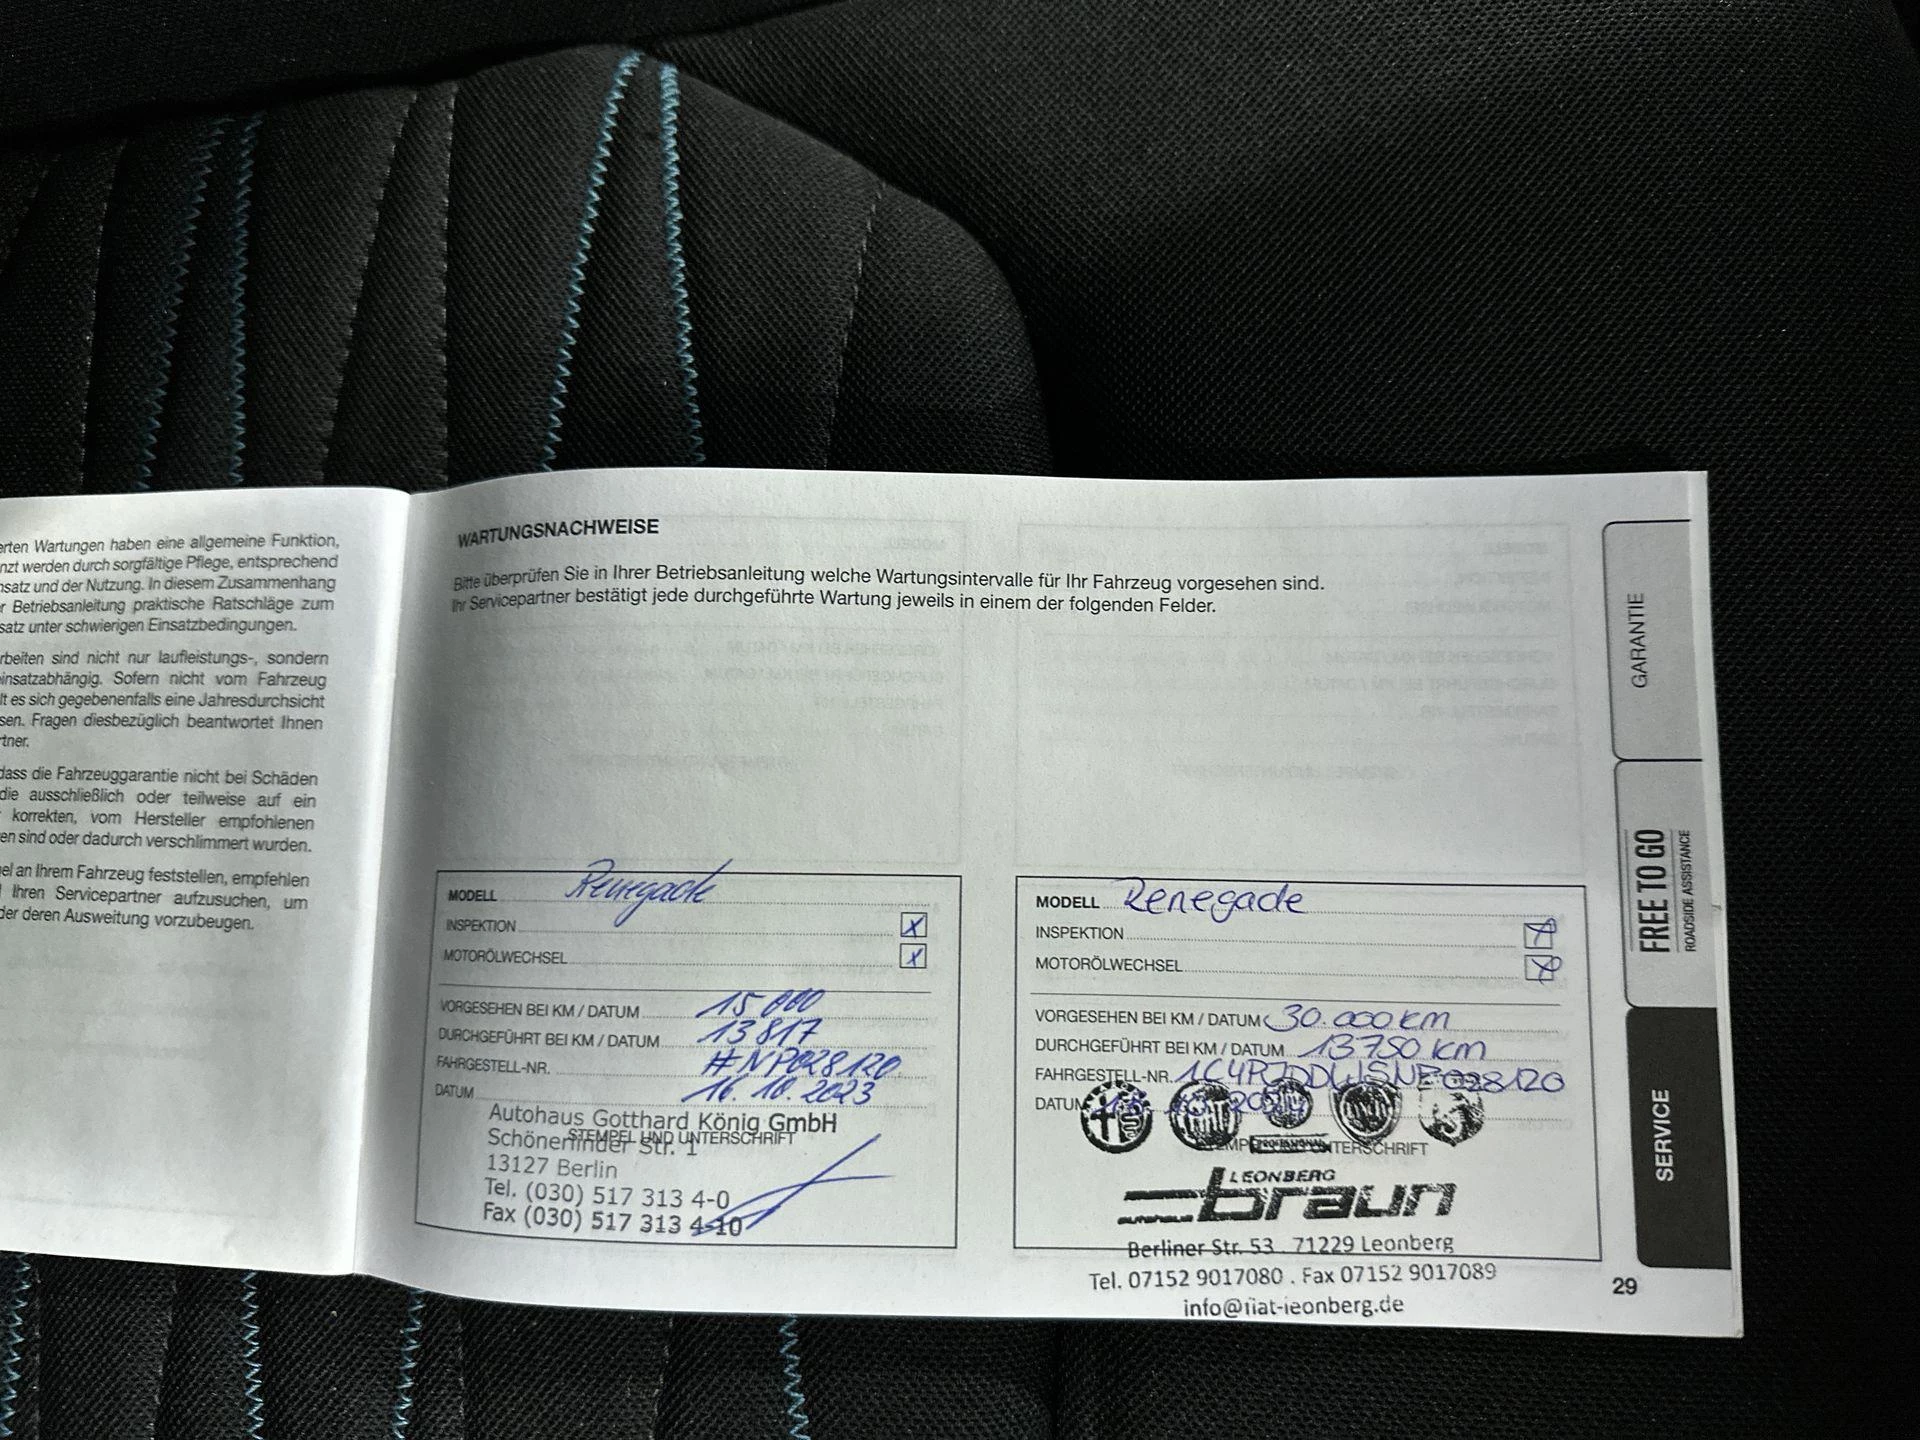 erten Wartungen haben eine allgemeine Funktion,
nzt werden durch sorgfältige Pflege, entsprechend
nsatz und der Nutzung. In diesem Zusammenhang
r Betriebsanleitung praktische Ratschläge zum
satz unter schwierigen Einsatzbedingungen.
rbeiten sind nicht nur laufleistungs-, sondern
einsatzabhängig. Sofern nicht vom Fahrzeug
lt es sich gegebenenfalls eine Jahresdurchsicht
sen. Fragen diesbezüglich beantwortet Ihnen
rtner.
dass die Fahrzeuggarantie nicht bei Schäden
die ausschließlich oder teilweise auf ein
korrekten, vom Hersteller empfohlenen
en sind oder dadurch verschlimmert wurden.
el an Ihrem Fahrzeug feststellen, empfehlen
Ihren Servicepartner aufzusuchen, um
der deren Ausweitung vorzubeugen.
WARTUNGSNACHWEISE
Bitte überprüfen Sie in Ihrer Betriebsanleitung welche Wartungsintervalle für Ihr Fahrzeug vorgesehen sind.
Ihr Servicepartner bestätigt jede durchgeführte Wartung jeweils in einem der folgenden Felder.
MODELL Renegade
INSPEKTION X
MOTORÖLWECHSEL X
VORGESEHEN BEI KM / DATUM 15 000
DURCHGEFÜHRT BEI KM / DATUM 13 817
FAHRGESTELL-NR. #NP028120
DATUM 16. 10. 2023
STEMPEL UND UNTERSCHRIFT
Autohaus Gotthard König GmbH
Schönerlinder Str. 1
13127 Berlin
Tel. (030) 517 313 4-0
Fax (030) 517 313 4-10
MODELL Renegade
INSPEKTION X
MOTORÖLWECHSEL X
VORGESEHEN BEI KM / DATUM 30.000 km
DURCHGEFÜHRT BEI KM / DATUM 13750 km
FAHRGESTELL-NR.
DATUM
UNTERSCHRIFT
LEONBERG
autohaus braun
Berliner Str. 53 . 71229 Leonberg
Tel. 07152 9017080 . Fax 07152 9017089
info@fiat-leonberg.de
GARANTIE
FREE TO GO
ROADSIDE ASSISTANCE
SERVICE
29